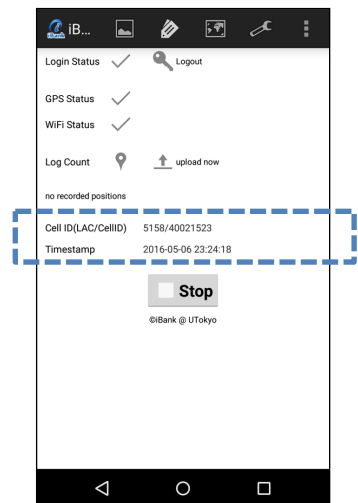 iBank
iB...
Login Status
Logout
GPS Status
WiFi Status
Log Count
upload now
no recorded positions
Cell ID(LAC/CellID) 5158/40021523
Timestamp 2016-05-06 23:24:18
Stop
©iBank @ UTokyo